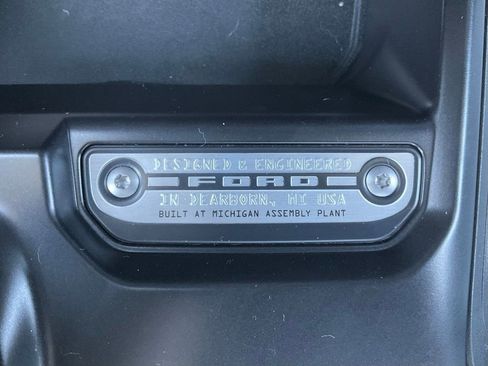 DESIGNED & ENGINEERED
FORD
IN DEARBORN, MI USA
BUILT AT MICHIGAN ASSEMBLY PLANT